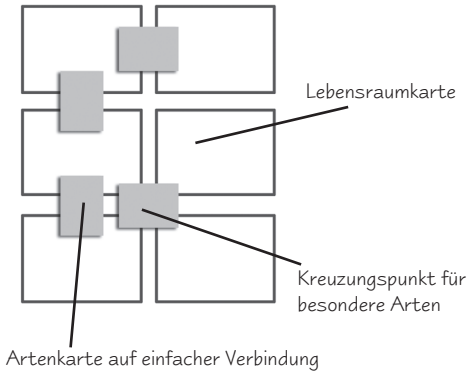 Lebensraumkarte
Kreuzungspunkt für
besondere Arten
Artenkarte auf einfacher Verbindung